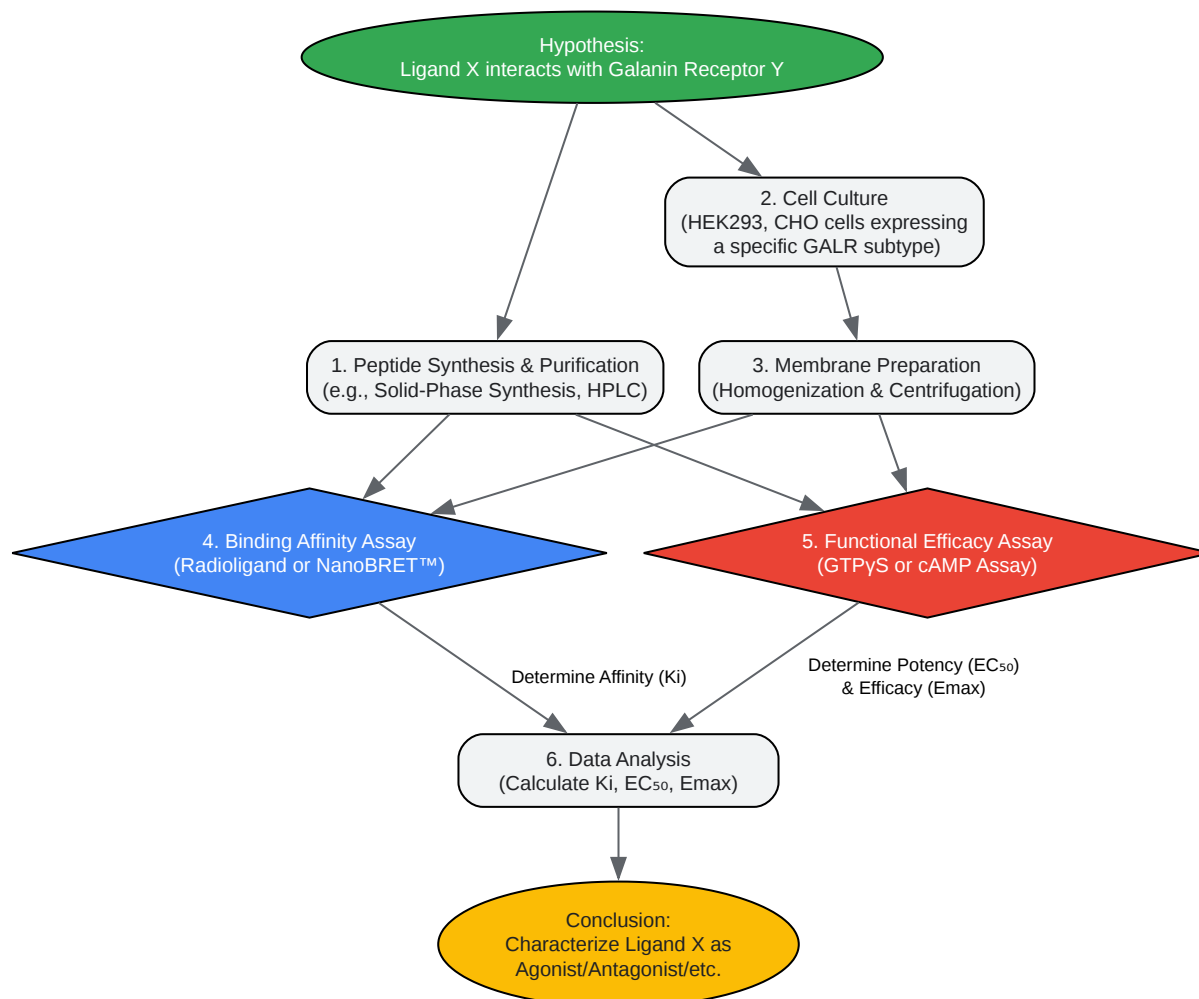 Hypothesis:
Ligand X interacts with Galanin Receptor Y
2. Cell Culture
(HEK293, CHO cells expressing
a specific GALR subtype)
1. Peptide Synthesis & Purification
(e.g., Solid-Phase Synthesis, HPLC)
3. Membrane Preparation
(Homogenization & Centrifugation)
4. Binding Affinity Assay
(Radioligand or NanoBRET™)
5. Functional Efficacy Assay
(GTPγS or cAMP Assay)
Determine Affinity (Ki)
Determine Potency (EC₅₀)
& Efficacy (Emax)
6. Data Analysis
(Calculate Ki, EC₅₀, Emax)
Conclusion:
Characterize Ligand X as
Agonist/Antagonist/etc.